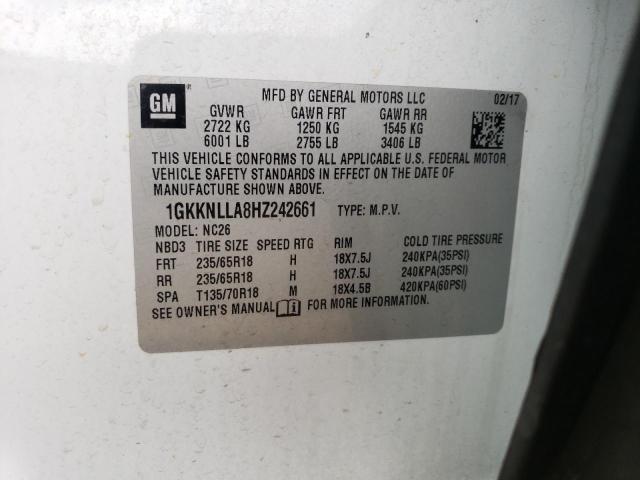 GM
MFD BY GENERAL MOTORS LLC 02/17
GVWR GAWR FRT GAWR RR
2722 KG 1250 KG 1545 KG
6001 LB 2755 LB 3406 LB
THIS VEHICLE CONFORMS TO ALL APPLICABLE U.S. FEDERAL MOTOR
VEHICLE SAFETY STANDARDS IN EFFECT ON THE DATE OF
MANUFACTURE SHOWN ABOVE.
1GKKNLLA8HZ242661 TYPE: M.P.V.
MODEL: NC26
NBD3 TIRE SIZE SPEED RTG RIM COLD TIRE PRESSURE
FRT 235/65R18 H 18X7.5J 240KPA(35PSI)
RR 235/65R18 H 18X7.5J 240KPA(35PSI)
SPA T135/70R18 M 18X4.5B 420KPA(60PSI)
SEE OWNER'S MANUAL FOR MORE INFORMATION.